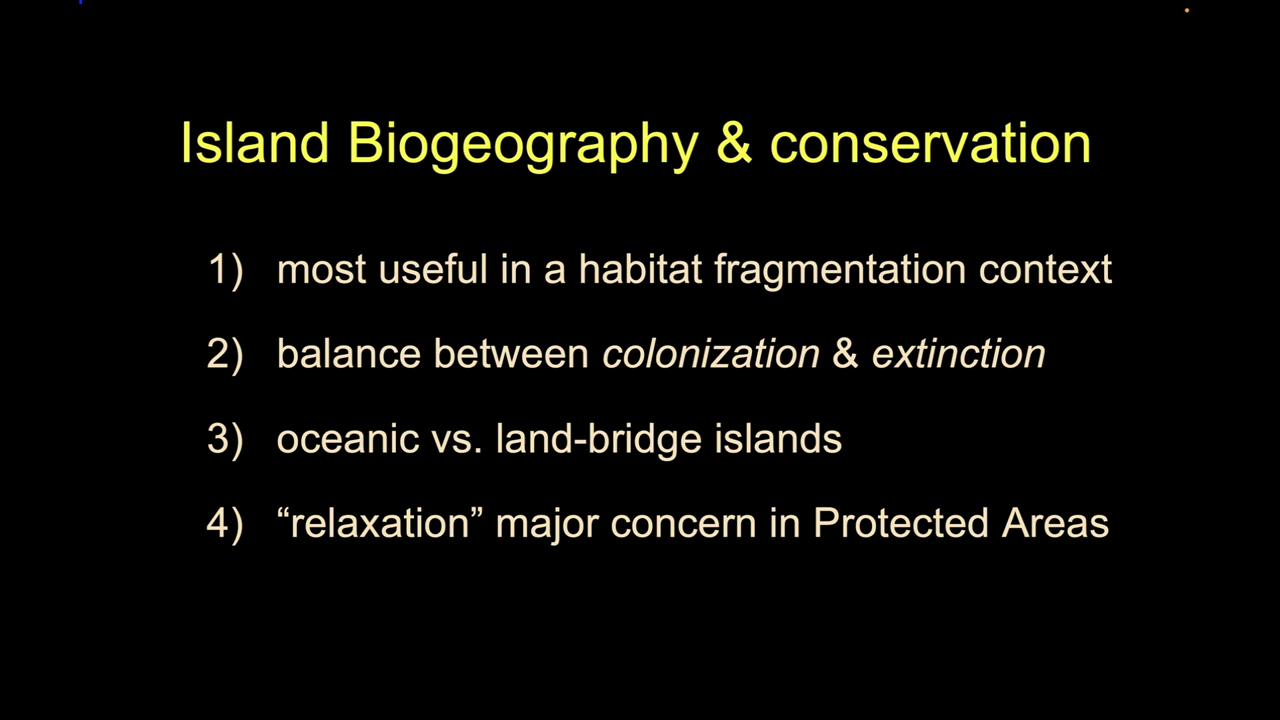 Island Biogeography & conservation
1) most useful in a habitat fragmentation context
2) balance between colonization & extinction
3) oceanic vs. land-bridge islands
4) “relaxation” major concern in Protected Areas